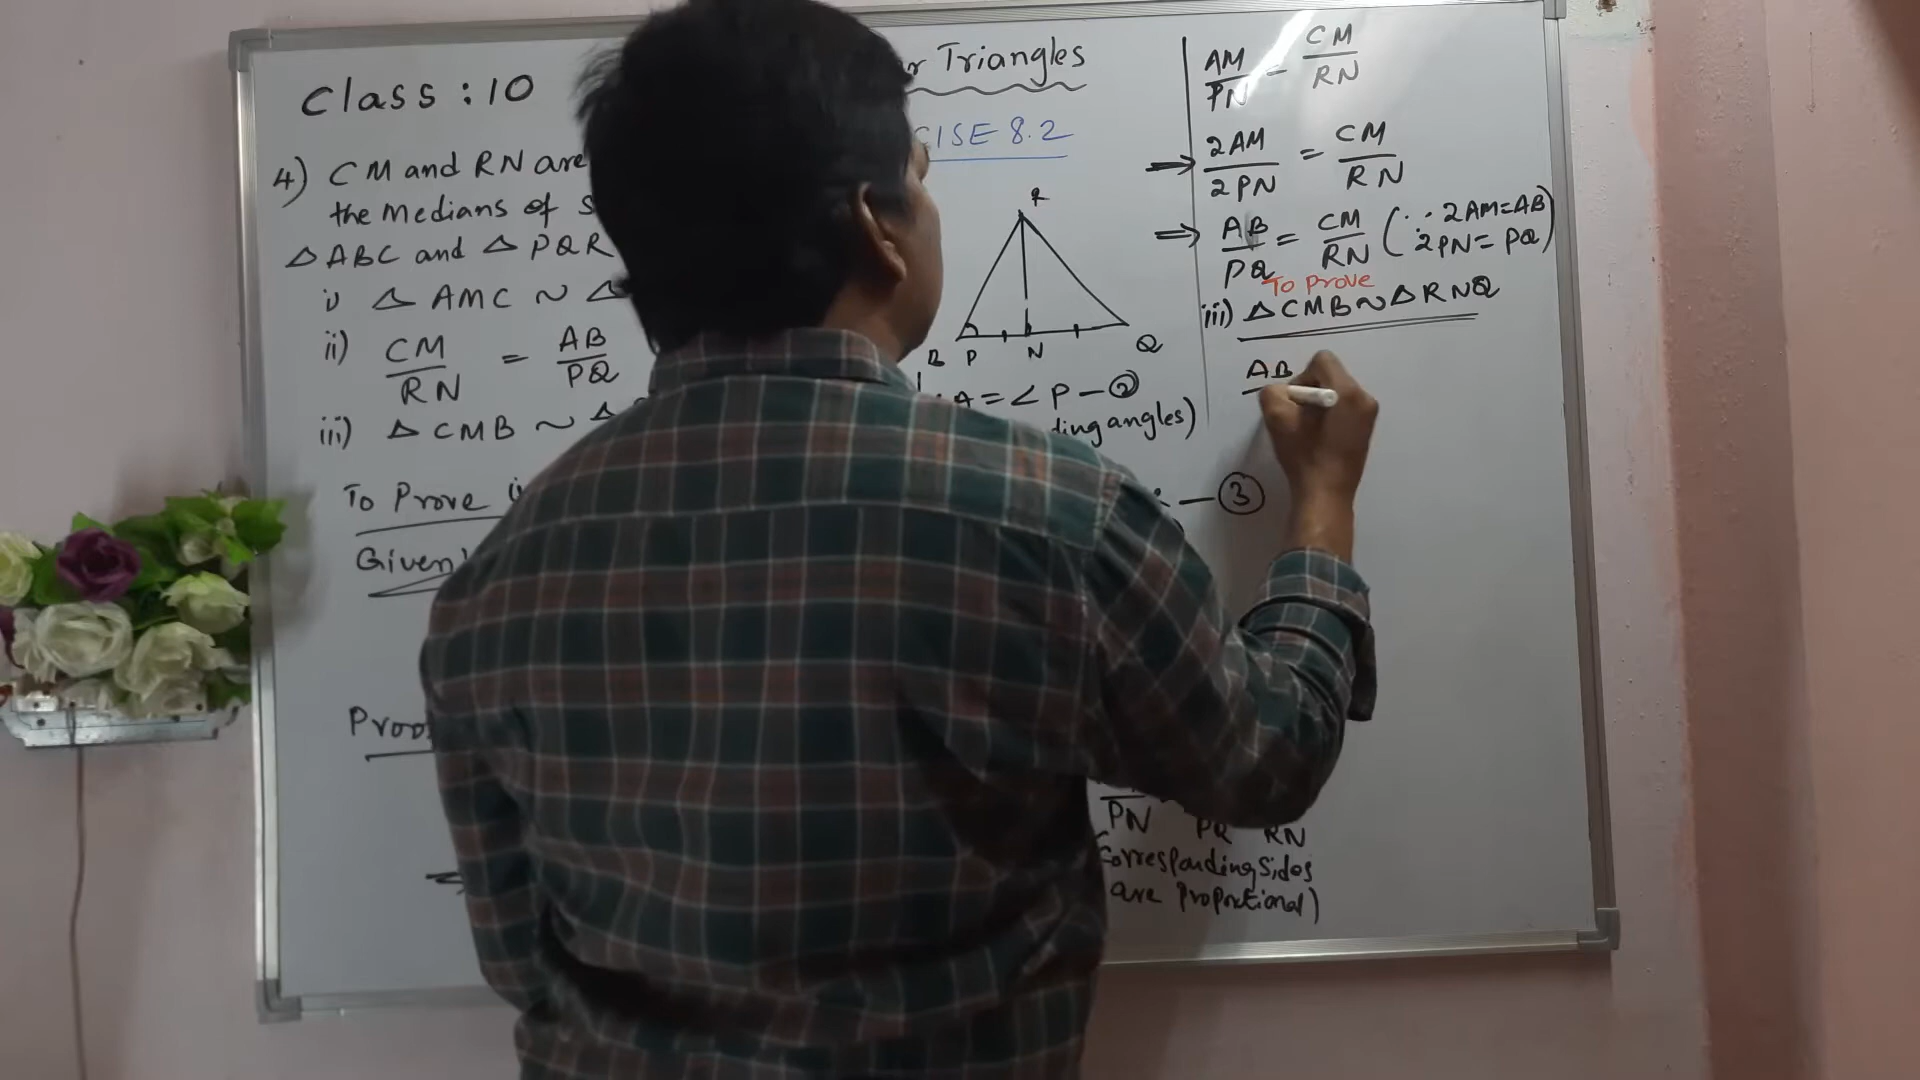 Class : 10
r Triangles
CISE 8.2
4) CM and RN are
the Medians of S
△ABC and △ PQR
i) △ AMC ~ △
ii) CM/RN = AB/PQ
iii) △ CMB ~ △
To Prove (i
Given
Proo
R
B P N Q
A = ∠ P — ②
ding angles)
— ③
PN PQ RN
Corresponding sides
are Proportional)
AM/PN = CM/RN
⇒ 2AM/2PN = CM/RN
⇒ AB/PQ = CM/RN (∵ 2AM=AB
2PN = PQ)
To Prove
iii) △ CMB ~ △ RNQ
AB